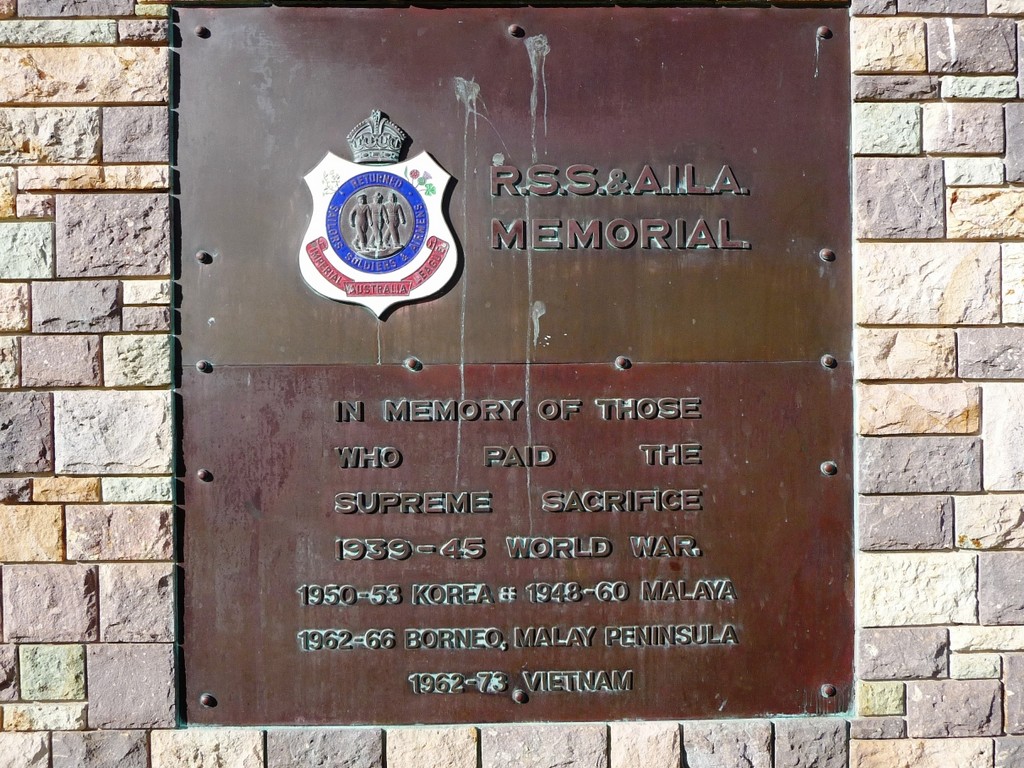 R.S.S.&A.I.L.A.
MEMORIAL
RETURNED
SAILORS SOLDIERS & AIRMENS
IMPERIAL AUSTRALIA LEAGUE
IN MEMORY OF THOSE
WHO PAID THE
SUPREME SACRIFICE
1939-45 WORLD WAR.
1950-53 KOREA :: 1948-60 MALAYA
1962-66 BORNEO, MALAY PENINSULA
1962-73 VIETNAM